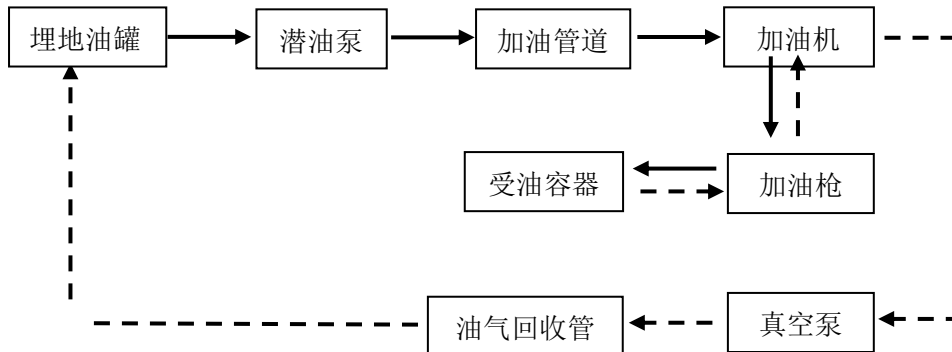 埋地油罐
潜油泵
加油管道
加油机
受油容器
加油枪
油气回收管
真空泵